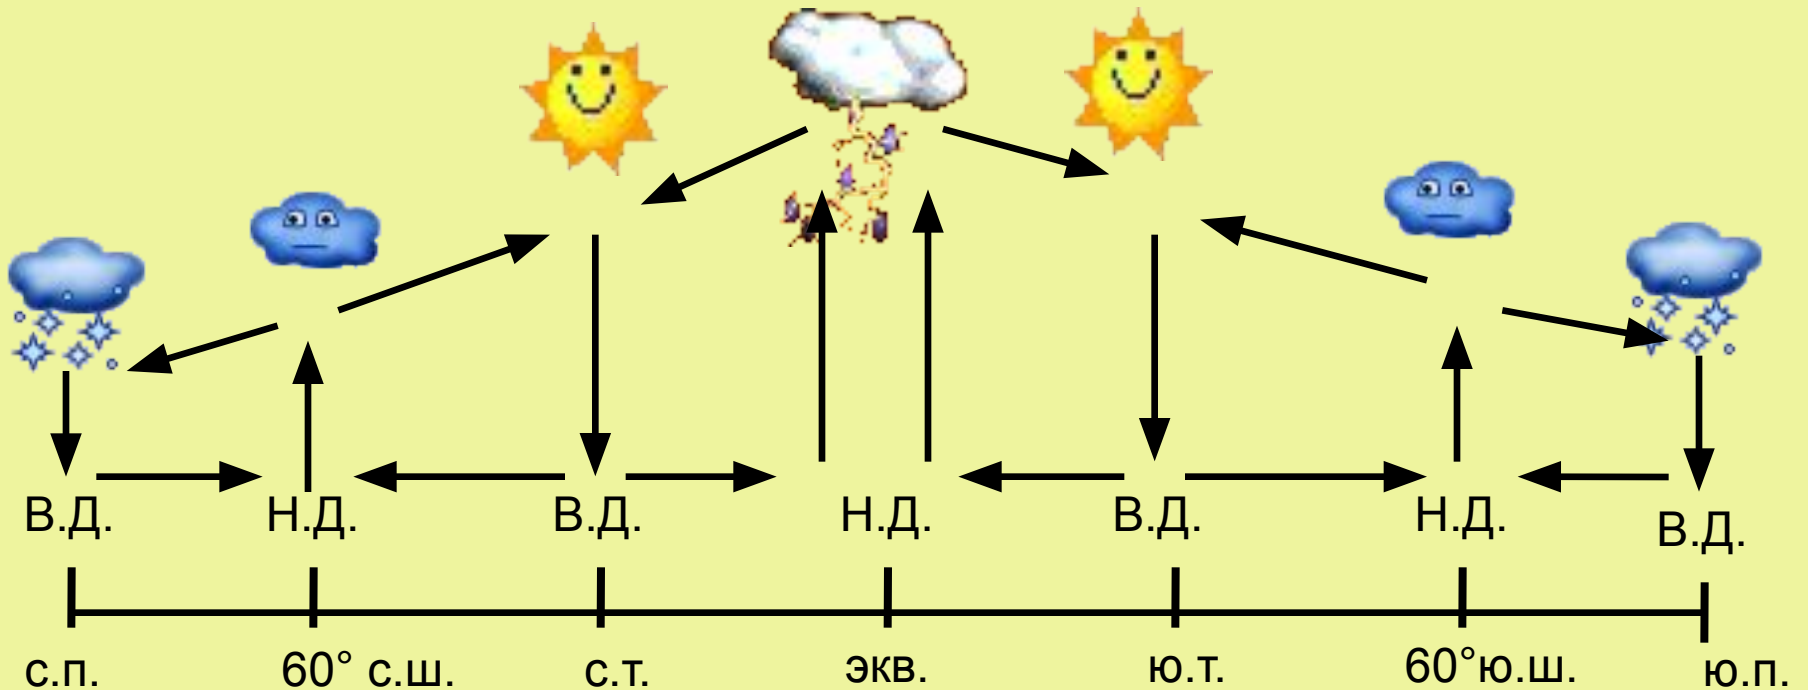 В.Д. Н.Д. В.Д. Н.Д. В.Д. Н.Д. В.Д.
с.п. 60° с.ш. с.т. экв. ю.т. 60°ю.ш. ю.п.